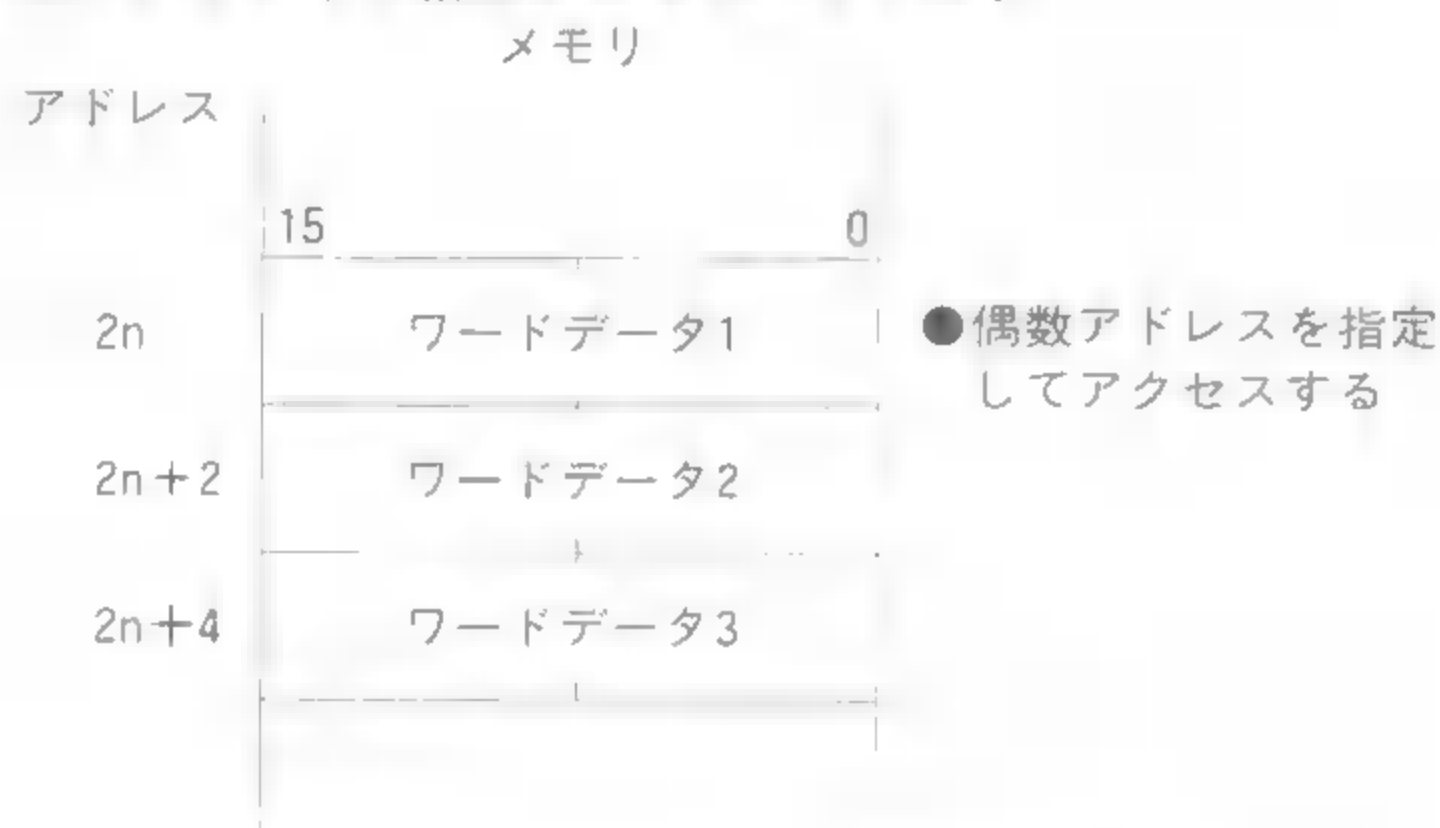 メモリ
アドレス
15 0
2n ワードデータ1 ●偶数アドレスを指定
してアクセスする
2n+2 ワードデータ2
2n+4 ワードデータ3